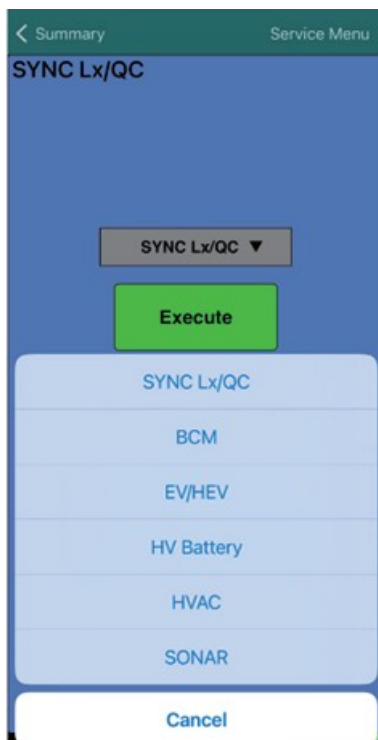 Summary
Service Menu
SYNC Lx/QC
SYNC Lx/QC ▼
Execute
SYNC Lx/QC
BCM
EV/HEV
HV Battery
HVAC
SONAR
Cancel